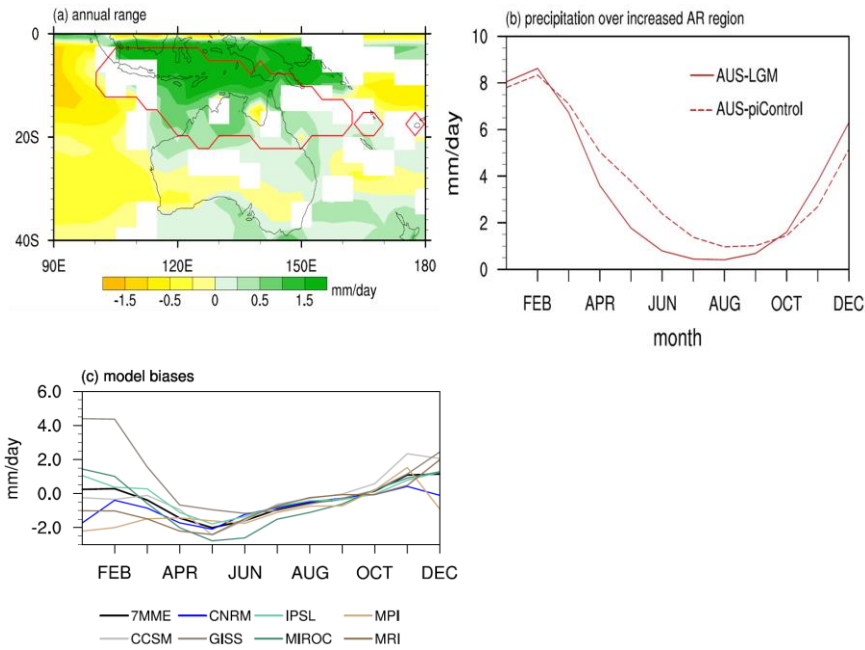 (a) annual range
0
20S
40S
90E 120E 150E 180
-1.5 -0.5 0 0.5 1.5 mm/day
(b) precipitation over increased AR region
10
8
6
4
2
0
mm/day
AUS-LGM
AUS-piControl
FEB APR JUN AUG OCT DEC
month
(c) model biases
6.0
4.0
2.0
0.0
-2.0
mm/day
FEB APR JUN AUG OCT DEC
7MME CNRM IPSL MPI
CCSM GISS MIROC MRI